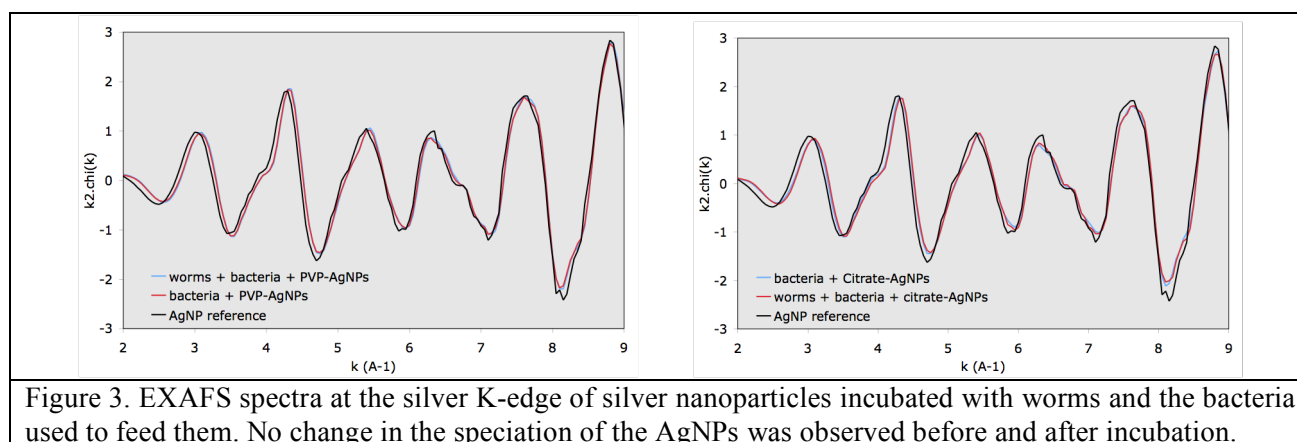 3
2
1
0
-1
-2
-3
k2.chi(k)
worms + bacteria + PVP-AgNPs
bacteria + PVP-AgNPs
AgNP reference
2 3 4 5 6 7 8 9
k (A-1)
3
2
1
0
-1
-2
-3
k2.chi(k)
bacteria + Citrate-AgNPs
worms + bacteria + citrate-AgNPs
AgNP reference
2 3 4 5 6 7 8 9
k (A-1)
Figure 3. EXAFS spectra at the silver K-edge of silver nanoparticles incubated with worms and the bacteria
used to feed them. No change in the speciation of the AgNPs was observed before and after incubation.